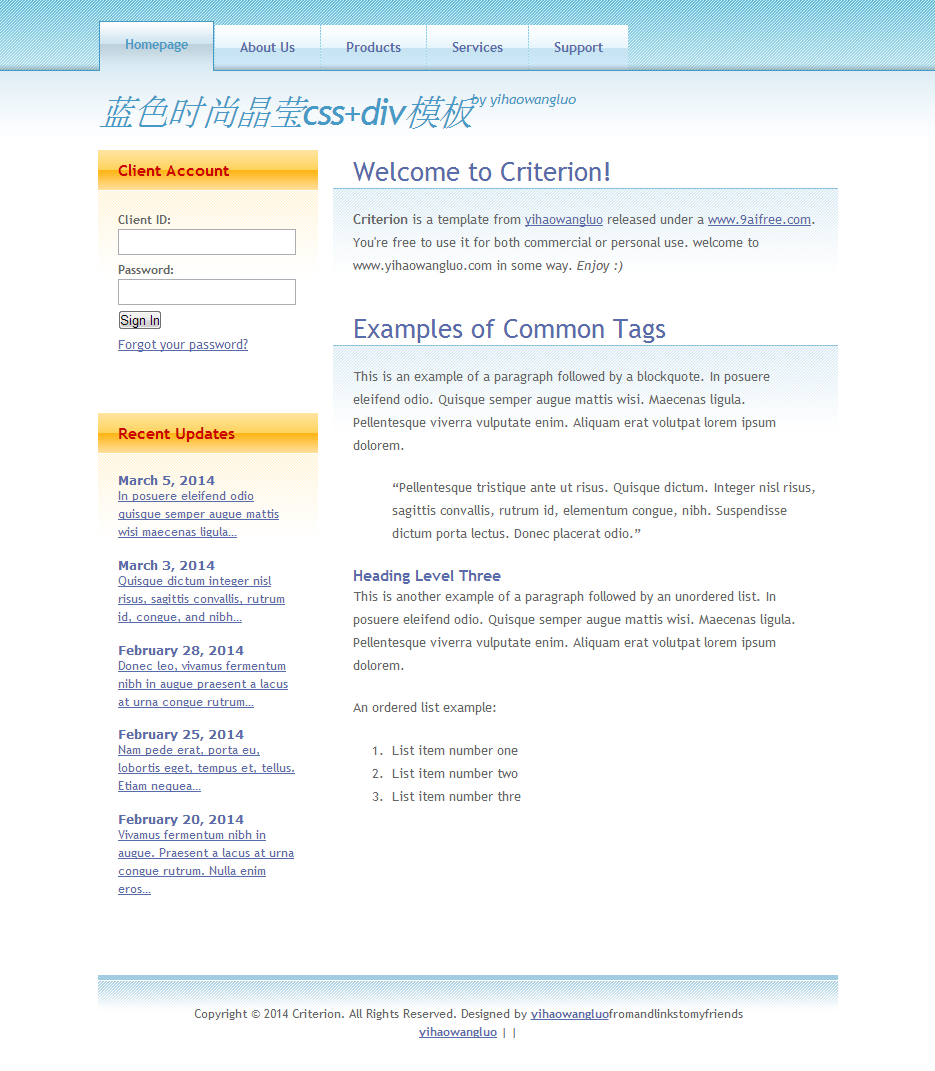 Homepage
About Us
Products
Services
Support
蓝色时尚晶莹css+div模板
by yihaowangluo
Client Account
Client ID:
Password:
Sign In
Forgot your password?
Recent Updates
March 5, 2014
In posuere eleifend odio
quisque semper augue mattis
wisi maecenas ligula...
March 3, 2014
Quisque dictum integer nisl
risus, sagittis convallis, rutrum
id, congue, and nibh...
February 28, 2014
Donec leo, vivamus fermentum
nibh in augue praesent a lacus
at urna congue rutrum...
February 25, 2014
Nam pede erat, porta eu,
lobortis eget, tempus et, tellus.
Etiam nequea...
February 20, 2014
Vivamus fermentum nibh in
augue. Praesent a lacus at urna
congue rutrum. Nulla enim
eros...
Welcome to Criterion!
Criterion is a template from yihaowangluo released under a www.9aifree.com.
You're free to use it for both commercial or personal use. welcome to
www.yihaowangluo.com in some way. Enjoy :)
Examples of Common Tags
This is an example of a paragraph followed by a blockquote. In posuere
eleifend odio. Quisque semper augue mattis wisi. Maecenas ligula.
Pellentesque viverra vulputate enim. Aliquam erat volutpat lorem ipsum
dolorem.
“Pellentesque tristique ante ut risus. Quisque dictum. Integer nisl risus,
sagittis convallis, rutrum id, elementum congue, nibh. Suspendisse
dictum porta lectus. Donec placerat odio.”
Heading Level Three
This is another example of a paragraph followed by an unordered list. In
posuere eleifend odio. Quisque semper augue mattis wisi. Maecenas ligula.
Pellentesque viverra vulputate enim. Aliquam erat volutpat lorem ipsum
dolorem.
An ordered list example:
1. List item number one
2. List item number two
3. List item number thre
Copyright © 2014 Criterion. All Rights Reserved. Designed by yihaowangluofromandlinkstomyfriends
yihaowangluo | |